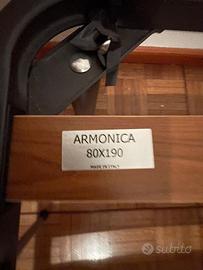 ARMONICA
80X190
MADE IN ITALY
subito